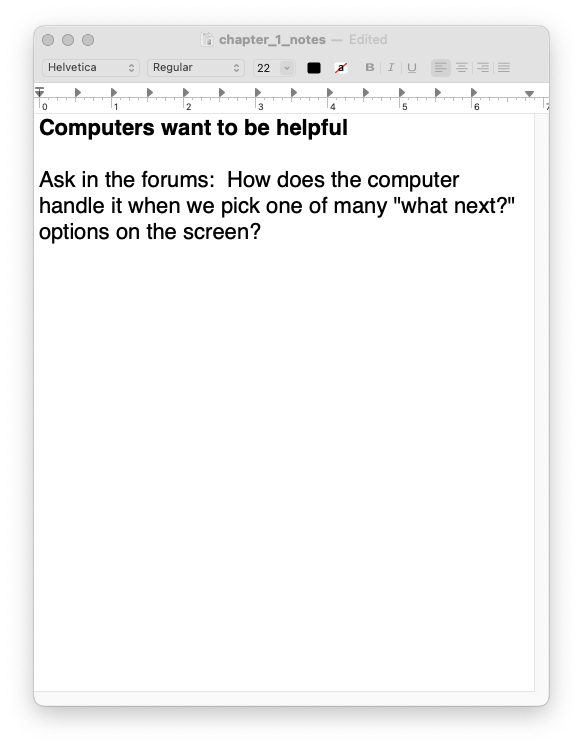 chapter_1_notes — Edited
Helvetica Regular 22 a B I U
0 1 2 3 4 5 6 7
Computers want to be helpful
Ask in the forums:  How does the computer
handle it when we pick one of many "what next?"
options on the screen?